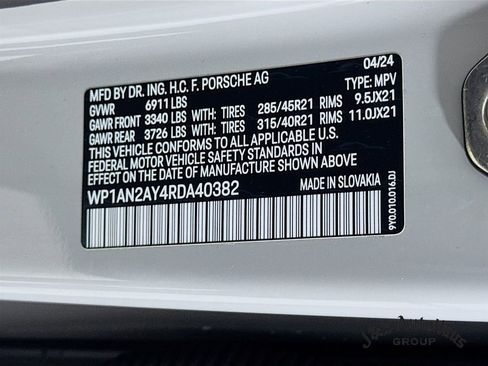 MFD BY DR. ING. H.C. F. PORSCHE AG 04/24
GVWR 6911 LBS TYPE: MPV
GAWR FRONT 3340 LBS WITH: TIRES 285/45R21 RIMS 9.5JX21
GAWR REAR 3726 LBS WITH: TIRES 315/40R21 RIMS 11.0JX21
THIS VEHICLE CONFORMS TO ALL APPLICABLE U.S.
FEDERAL MOTOR VEHICLE SAFETY STANDARDS IN
EFFECT ON THE DATE OF MANUFACTURE SHOWN ABOVE
WP1AN2AY4RDA40382 MADE IN SLOVAKIA
9Y0.010.016.DJ
GROUP